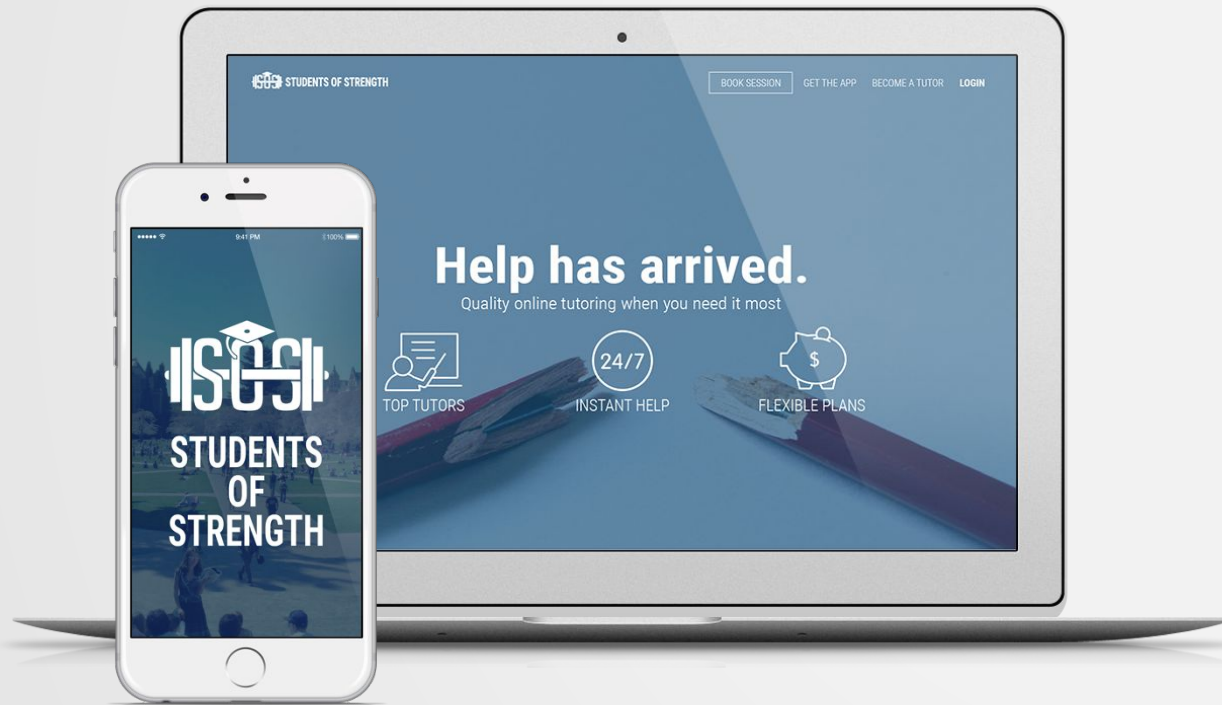 SOS STUDENTS OF STRENGTH
BOOK SESSION GET THE APP BECOME A TUTOR LOGIN
Help has arrived.
Quality online tutoring when you need it most
24/7
$
TOP TUTORS INSTANT HELP FLEXIBLE PLANS
9:41 PM 100%
SOS
STUDENTS
OF
STRENGTH